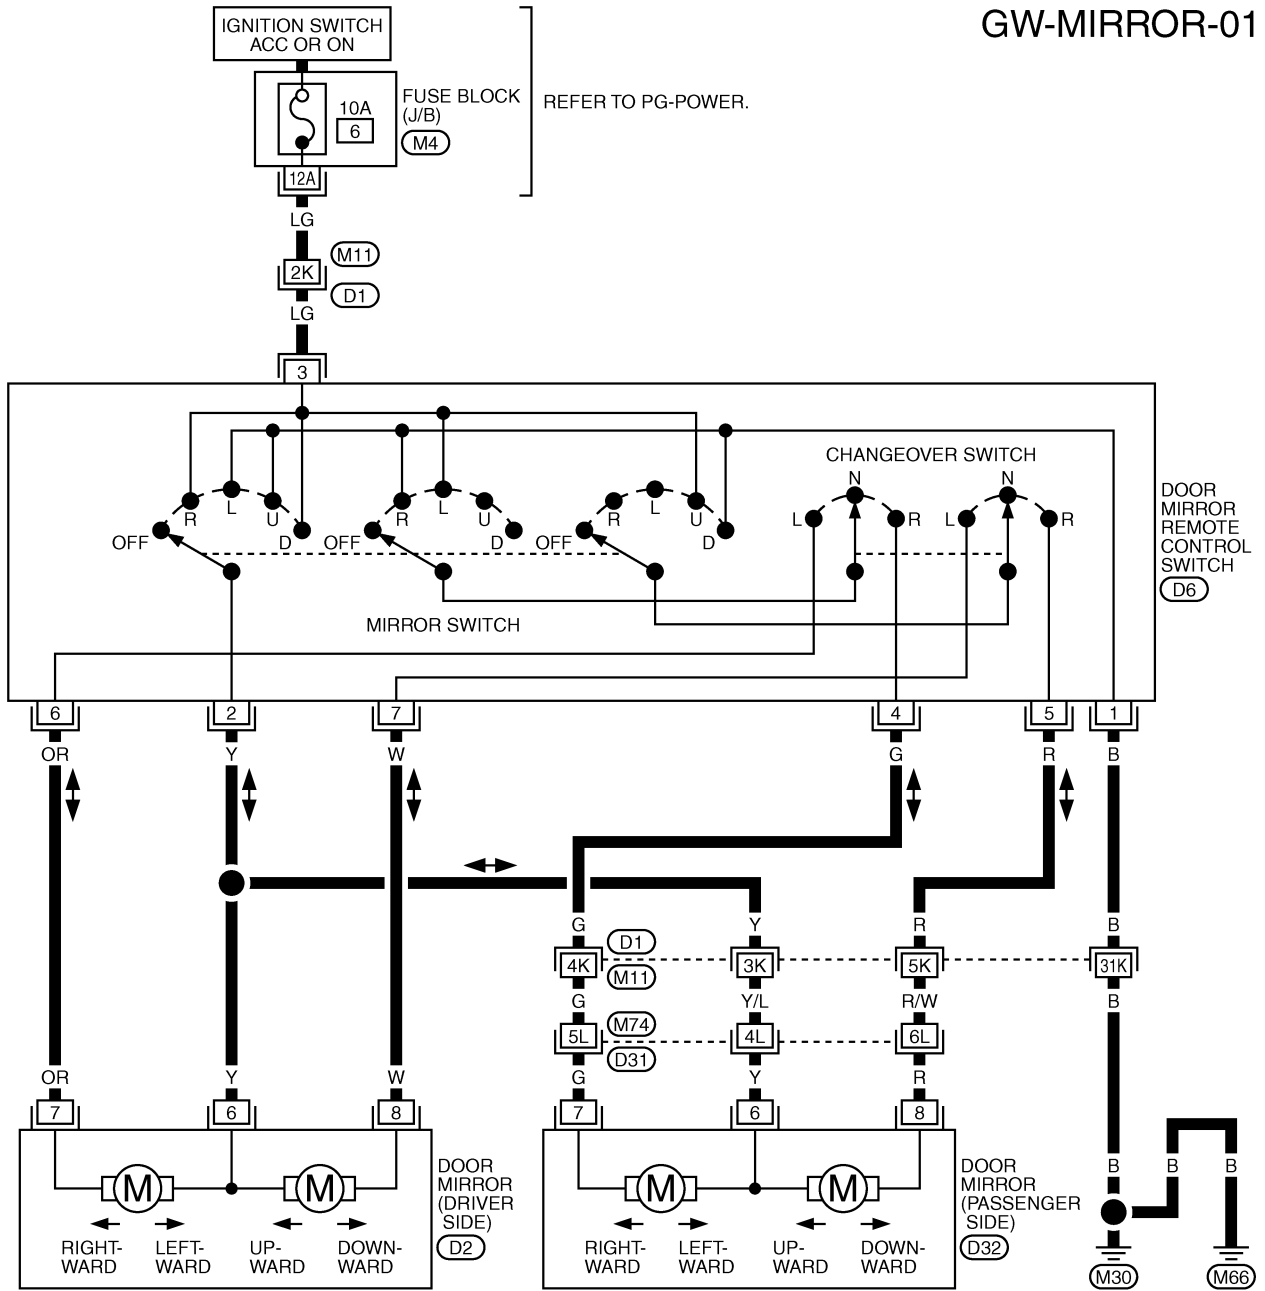 GW-MIRROR-01
IGNITION SWITCH
ACC OR ON
10A
6
FUSE BLOCK
(J/B)
M4
REFER TO PG-POWER.
12A
LG
M11
2K
D1
LG
3
CHANGEOVER SWITCH
OFF R L U D
OFF R L U D
OFF R L U D
L N R
L N R
MIRROR SWITCH
DOOR
MIRROR
REMOTE
CONTROL
SWITCH
D6
6 2 7 4 5 1
OR Y W G R B
G Y R B
D1
4K 3K 5K 31K
M11
G Y/L R/W B
M74
5L 4L 6L
D31
OR Y W G Y R
7 6 8 7 6 8
M M M M
DOOR
MIRROR
(DRIVER
SIDE)
D2
DOOR
MIRROR
(PASSENGER
SIDE)
D32
RIGHT-
WARD
LEFT-
WARD
UP-
WARD
DOWN-
WARD
RIGHT-
WARD
LEFT-
WARD
UP-
WARD
DOWN-
WARD
B B B
M30 M66